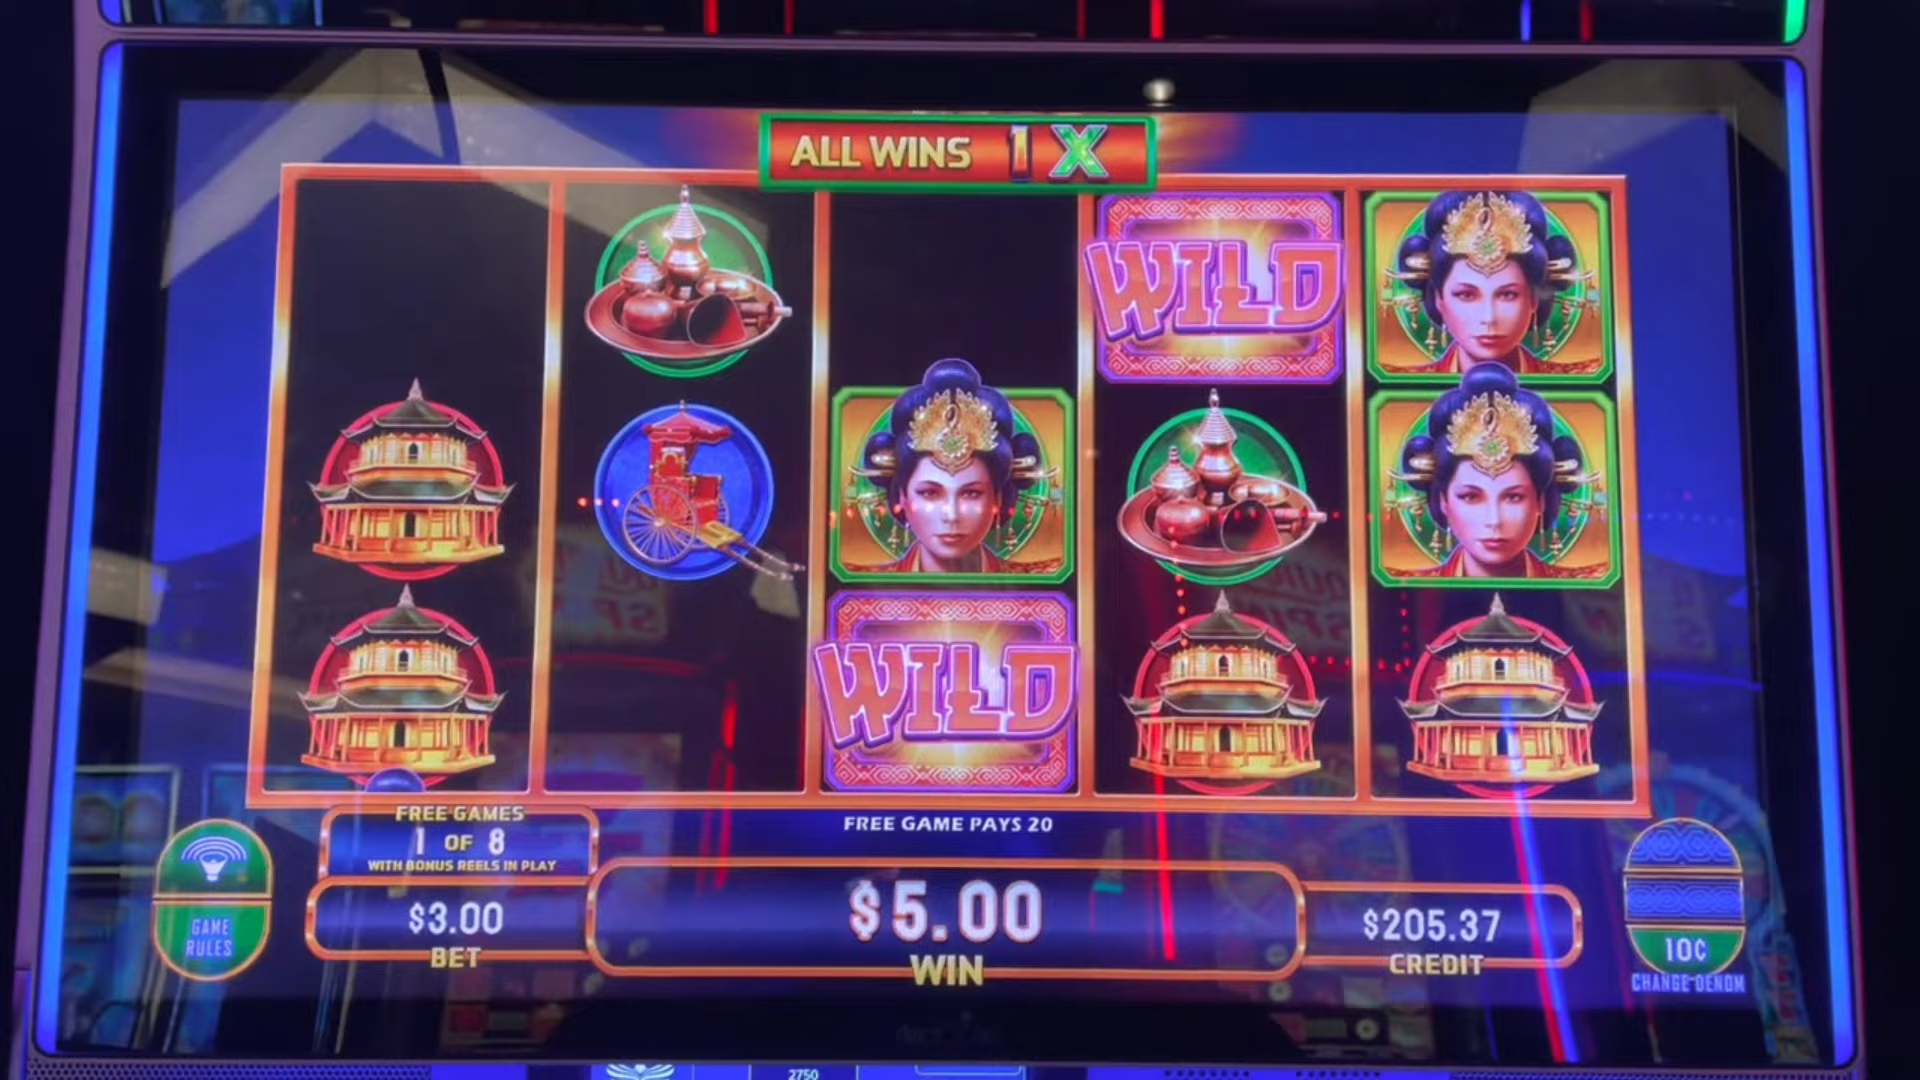 ALL WINS 1X
WILD
WILD
FREE GAMES
1 OF 8
WITH BONUS REELS IN PLAY
FREE GAME PAYS 20
GAME
RULES
$3.00
BET
$5.00
WIN
$205.37
CREDIT
10¢
CHANGE DENOM
2750